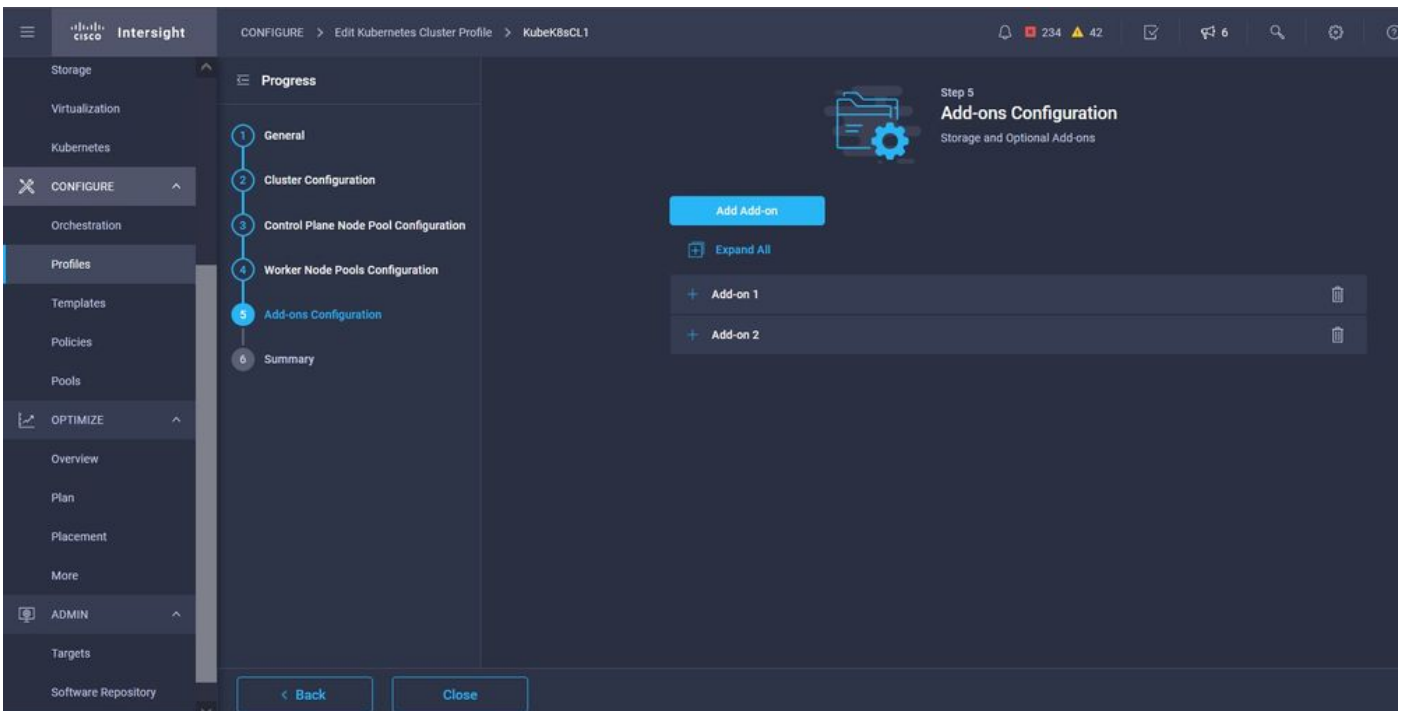 cisco Intersight
CONFIGURE > Edit Kubernetes Cluster Profile > KubeK8sCL1
234 42
6
Storage
Virtualization
Kubernetes
CONFIGURE
Orchestration
Profiles
Templates
Policies
Pools
OPTIMIZE
Overview
Plan
Placement
More
ADMIN
Targets
Software Repository
Progress
1 General
2 Cluster Configuration
3 Control Plane Node Pool Configuration
4 Worker Node Pools Configuration
5 Add-ons Configuration
6 Summary
Step 5
Add-ons Configuration
Storage and Optional Add-ons
Add Add-on
Expand All
+ Add-on 1
+ Add-on 2
< Back
Close